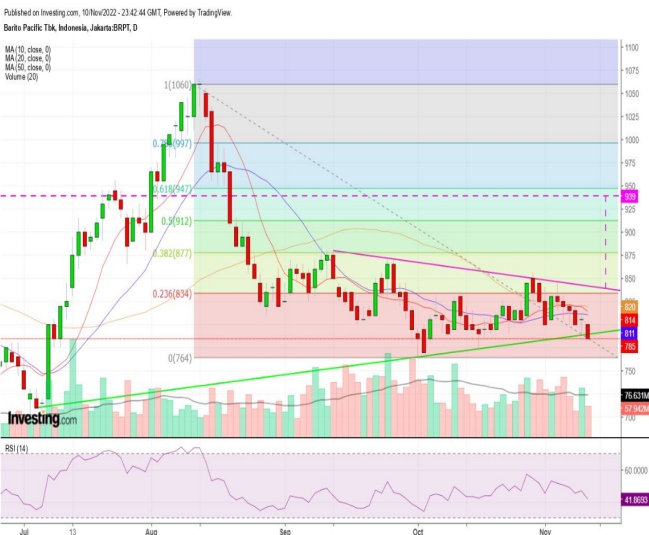 Published on Investing.com, 10/Nov/2022 - 23:42:44 GMT, Powered by TradingView.
Barito Pacific Tbk, Indonesia, Jakarta:BRPT, D
MA (10, close, 0)
MA (20, close, 0)
MA (50, close, 0)
Volume (20)
1100
1075
1(1060)
1050
1025
(997)
1000
975
0.618(947)
950
939
0.5(912)
925
900
0.382(877)
875
850
0.236(834)
820
814
811
785
0(764)
750
76.631M
57.942M
700
Investing.com
RSI (14)
60.0000
41.8693
Jul
13
Aug
Sep
Oct
Nov